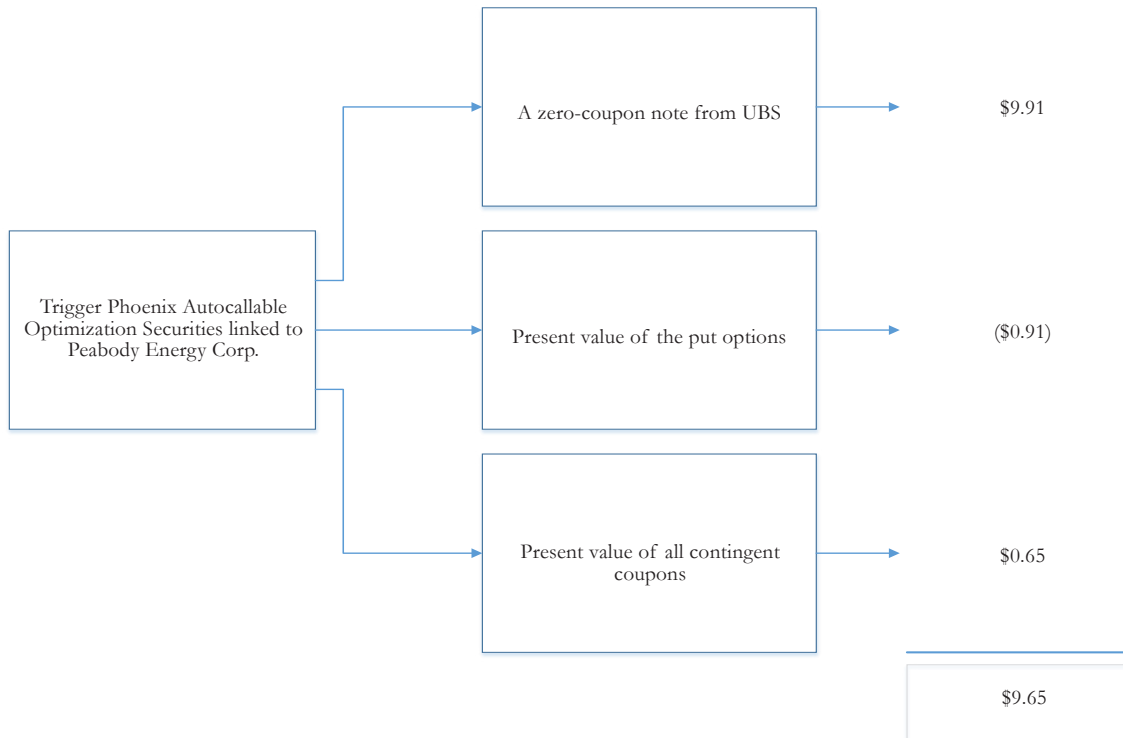 A zero-coupon note from UBS
$9.91
Trigger Phoenix Autocallable
Optimization Securities linked to
Peabody Energy Corp.
Present value of the put options
($0.91)
Present value of all contingent
coupons
$0.65
$9.65